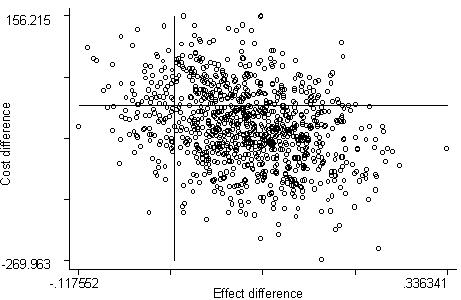 156.215
Cost difference
-269.963
-.117552
.336341
Effect difference